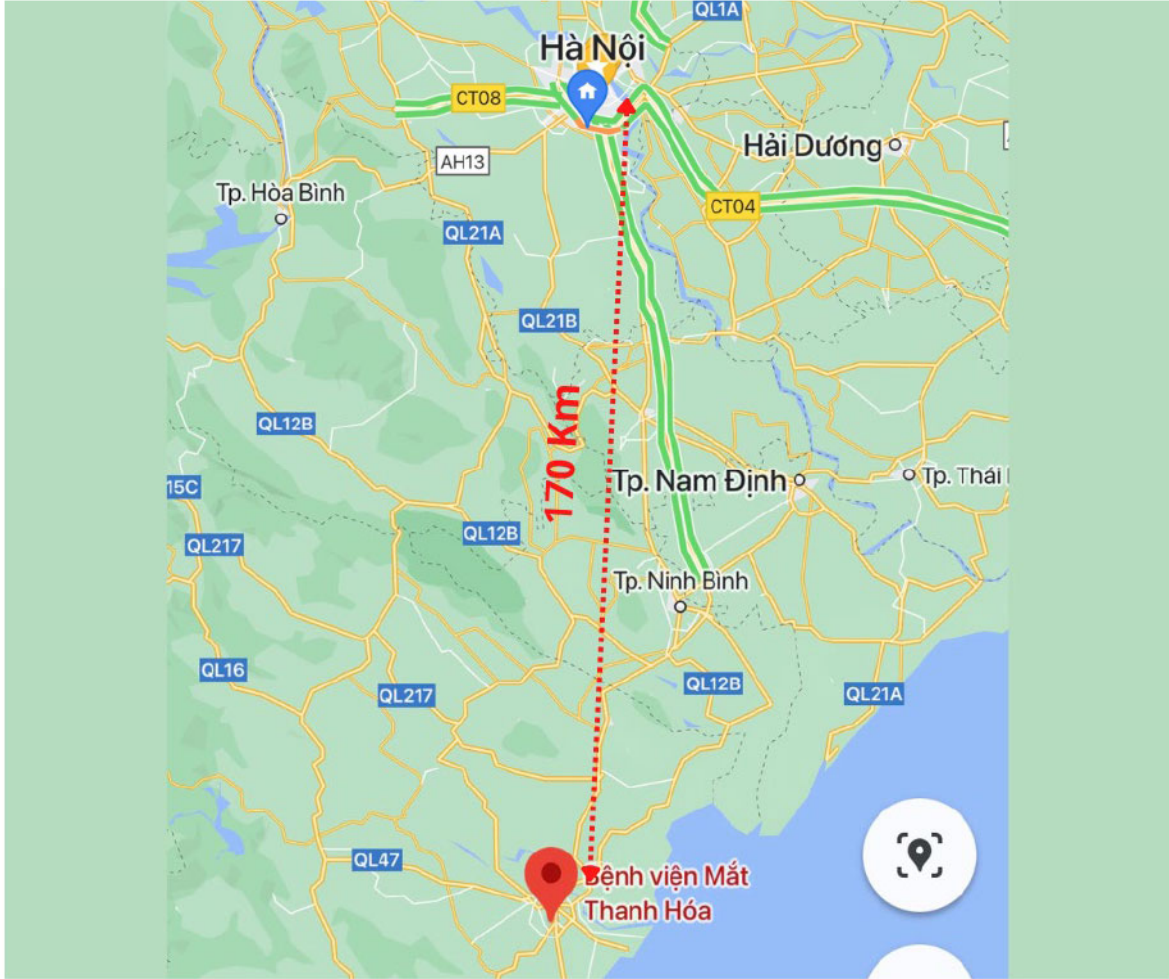 QL1A
Hà Nội
CT08
Hải Dương
AH13
Tp. Hòa Bình
CT04
QL21A
QL21B
170 Km
QL12B
Tp. Nam Định
Tp. Thái
15C
QL12B
QL217
Tp. Ninh Bình
QL16
QL217
QL12B
QL21A
QL47
Bệnh viện Mắt
Thanh Hóa